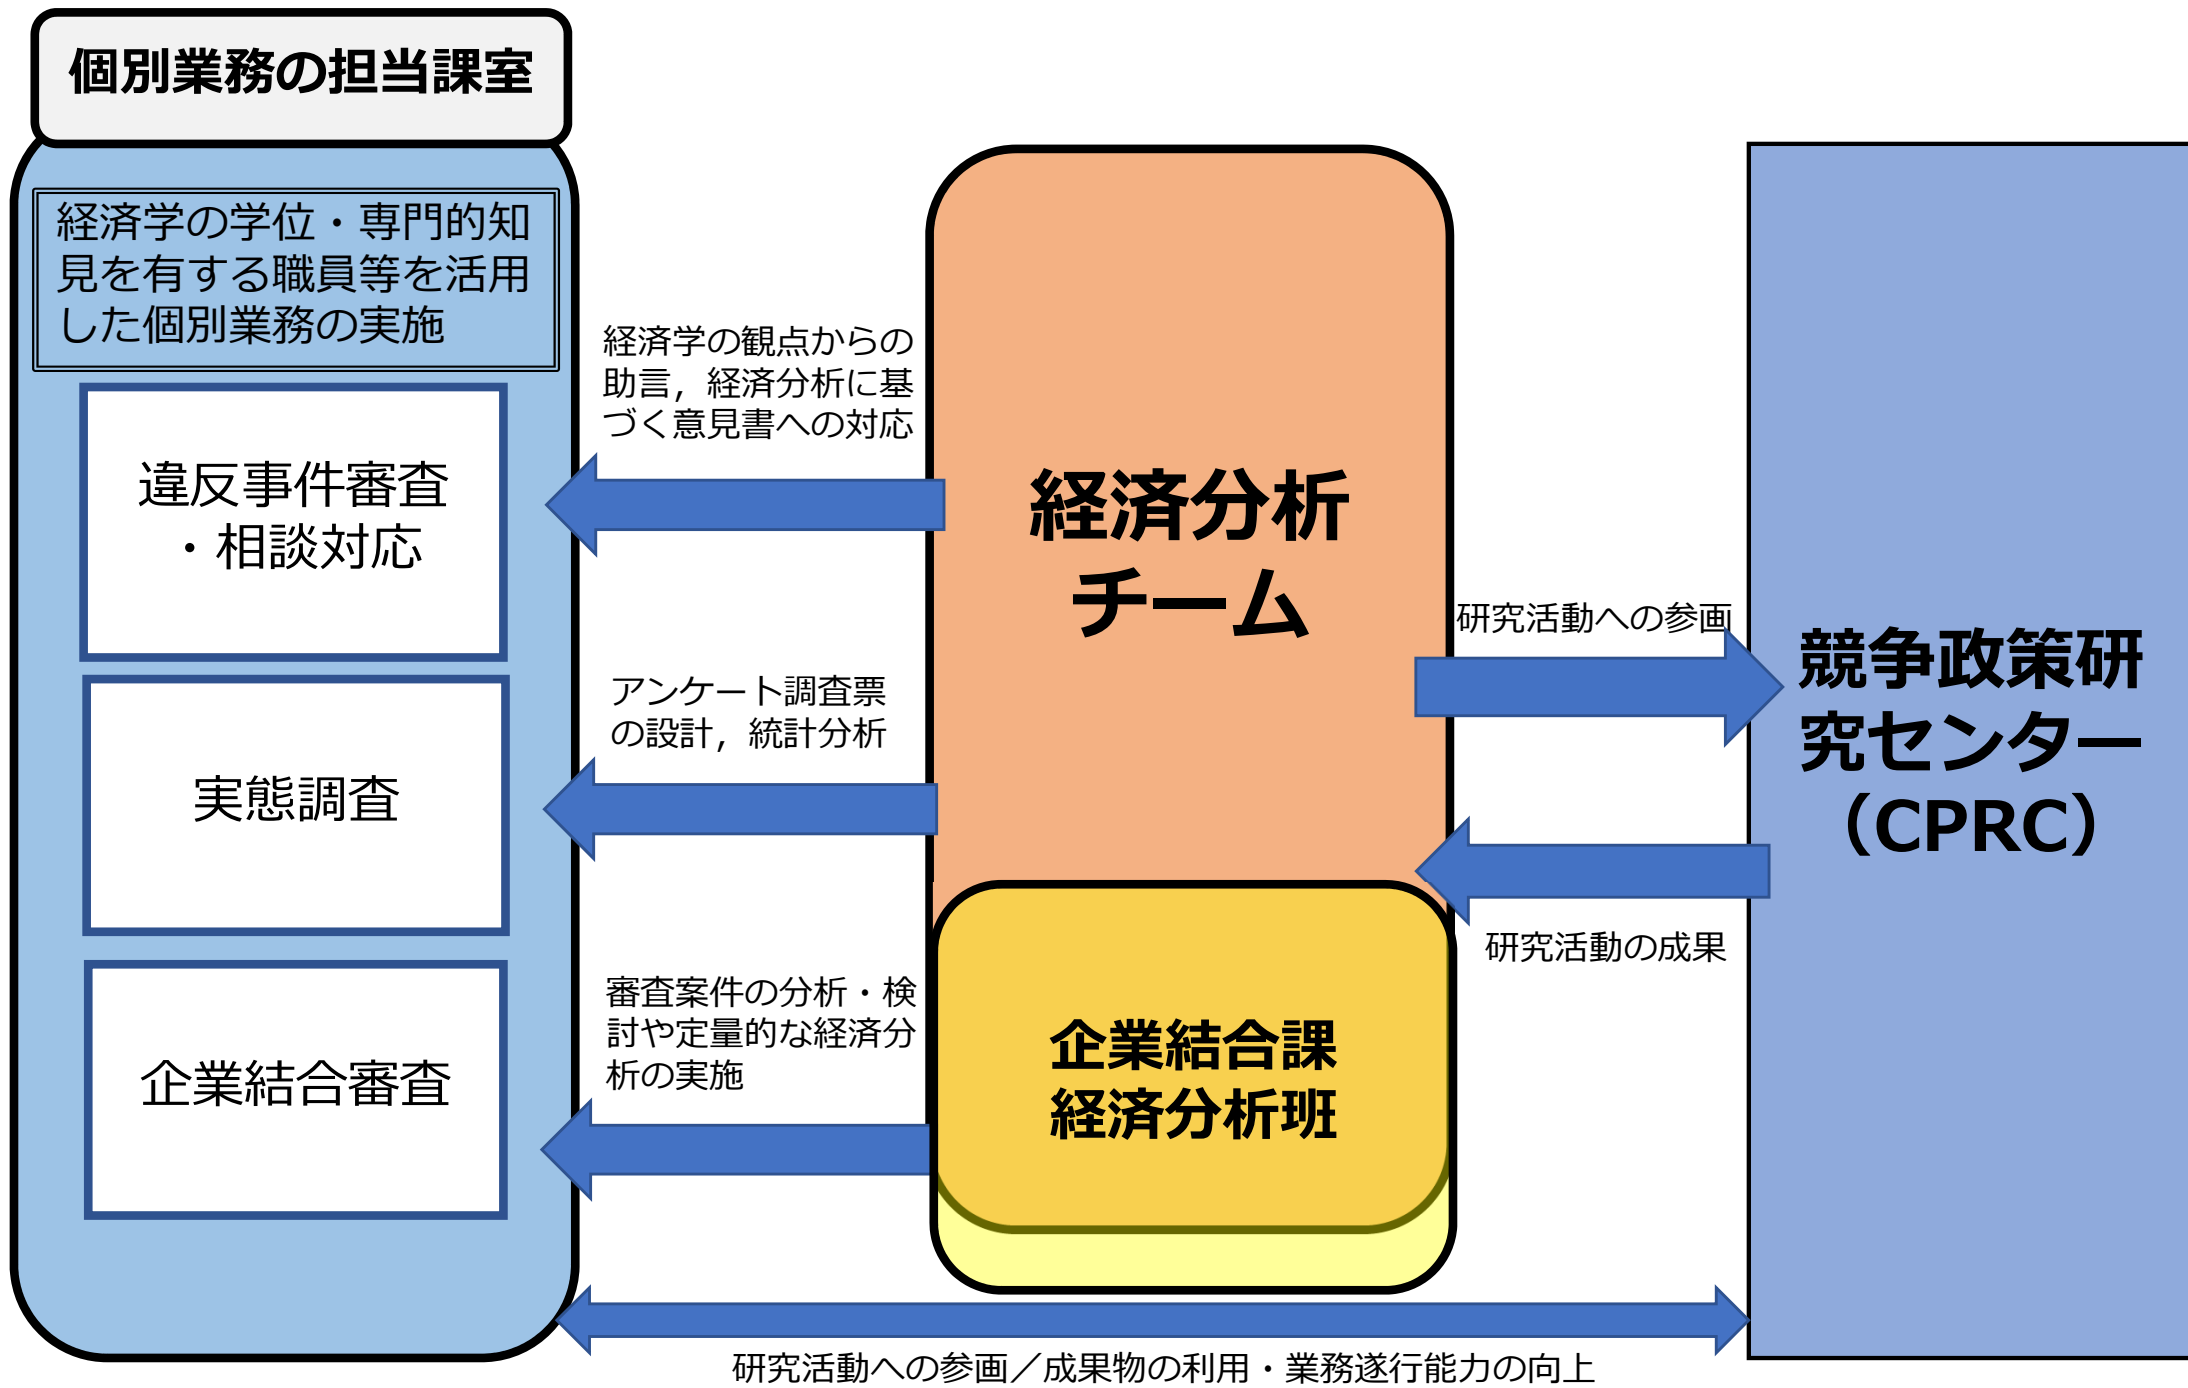 個別業務の担当課室
経済学の学位・専門的知
見を有する職員等を活用
した個別業務の実施
違反事件審査
・相談対応
実態調査
企業結合審査
経済学の観点からの
助言，経済分析に基
づく意見書への対応
アンケート調査票
の設計，統計分析
審査案件の分析・検
討や定量的な経済分
析の実施
経済分析
チーム
企業結合課
経済分析班
研究活動への参画
研究活動の成果
競争政策研
究センター
（CPRC）
研究活動への参画／成果物の利用・業務遂行能力の向上